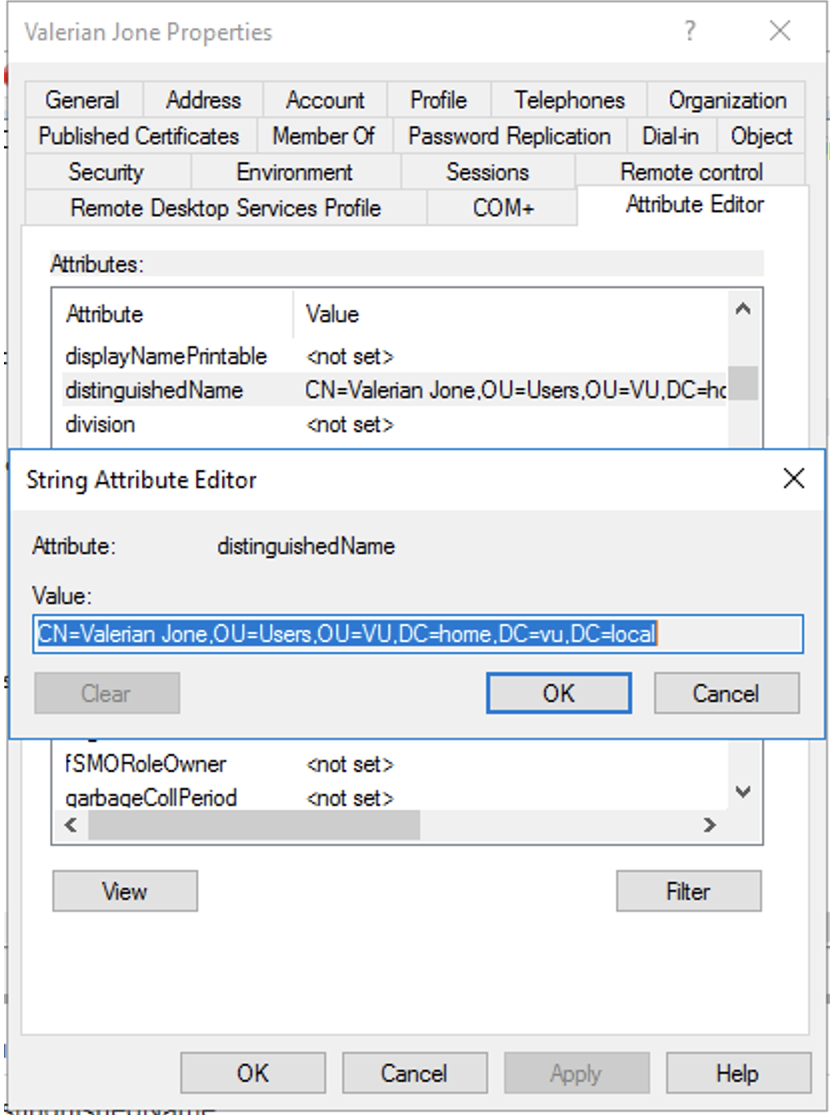 Valerian Jone Properties ?
General Address Account Profile Telephones Organization
Published Certificates Member Of Password Replication Dial-in Object
Security Environment Sessions Remote control
Remote Desktop Services Profile COM+ Attribute Editor
Attributes:
Attribute Value
displayNamePrintable <not set>
distinguishedName CN=Valerian Jone,OU=Users,OU=VU,DC=ho
division <not set>
String Attribute Editor
Attribute: distinguishedName
Value:
CN=Valerian Jone,OU=Users,OU=VU,DC=home,DC=vu,DC=local
Clear OK Cancel
fSMORoleOwner <not set>
garbageCollPeriod <not set>
View Filter
OK Cancel Apply Help